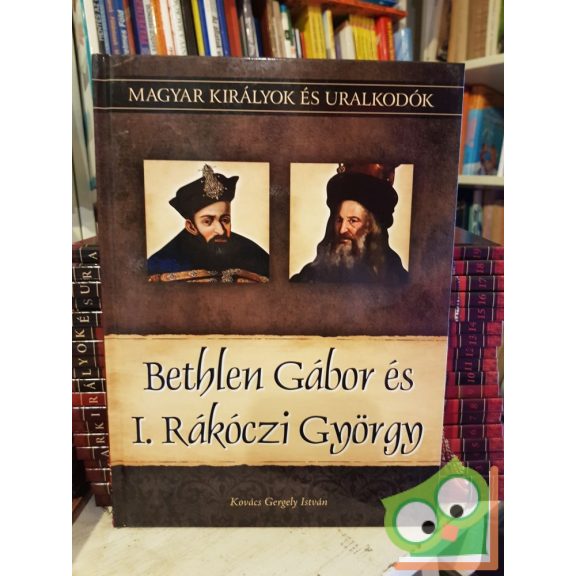 MAGYAR KIRÁLYOK ÉS URALKODÓK
Bethlen Gábor és
I. Rákóczi György
Kovács Gergely István